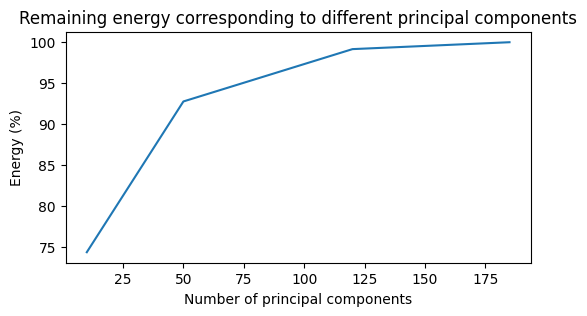 Remaining energy corresponding to different principal components
100
95
90
85
80
75
Energy (%)
25 50 75 100 125 150 175
Number of principal components